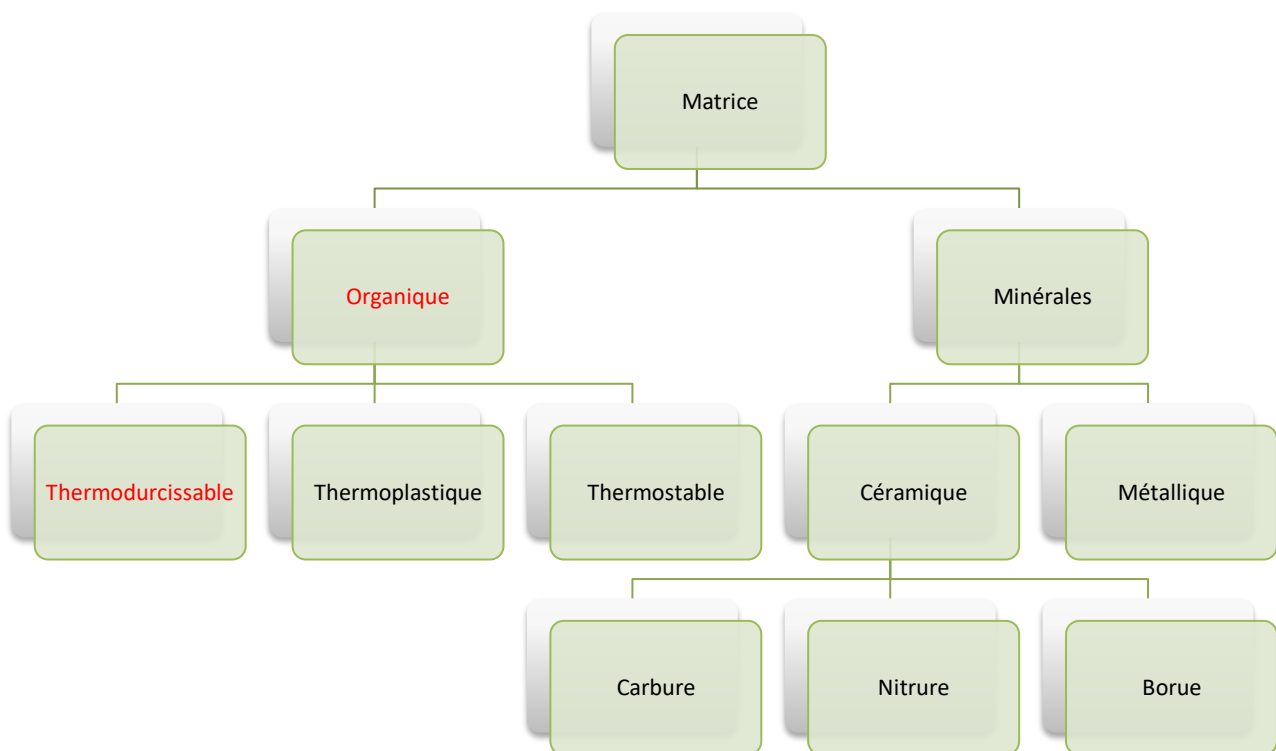 Matrice
Organique
Minérales
Thermodurcissable
Thermoplastique
Thermostable
Céramique
Métallique
Carbure
Nitrure
Borue